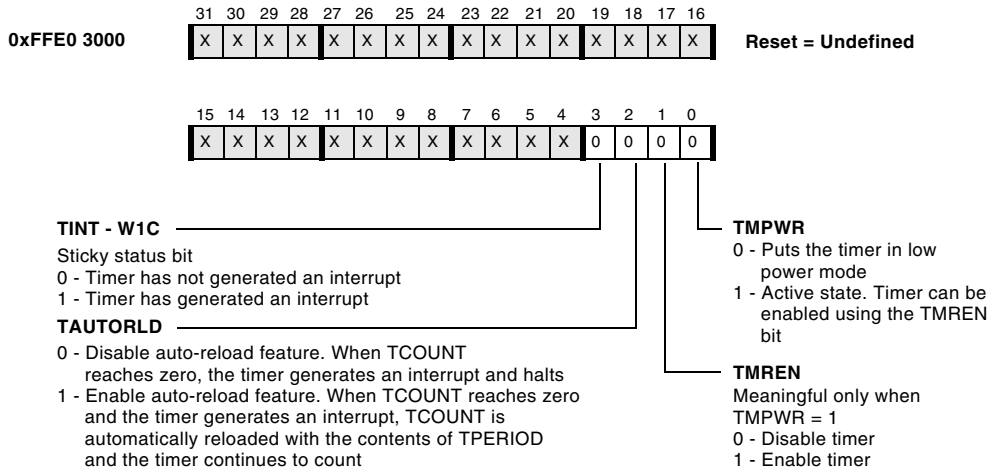 31 30 29 28 27 26 25 24 23 22 21 20 19 18 17 16
0xFFE0 3000 X X X X X X X X X X X X X X X X Reset = Undefined
15 14 13 12 11 10 9 8 7 6 5 4 3 2 1 0
X X X X X X X X X X X X 0 0 0 0
TINT - W1C
Sticky status bit
0 - Timer has not generated an interrupt
1 - Timer has generated an interrupt
TAUTORLD
0 - Disable auto-reload feature. When TCOUNT
reaches zero, the timer generates an interrupt and halts
1 - Enable auto-reload feature. When TCOUNT reaches zero
and the timer generates an interrupt, TCOUNT is
automatically reloaded with the contents of TPERIOD
and the timer continues to count
TMPWR
0 - Puts the timer in low
power mode
1 - Active state. Timer can be
enabled using the TMREN
bit
TMREN
Meaningful only when
TMPWR = 1
0 - Disable timer
1 - Enable timer